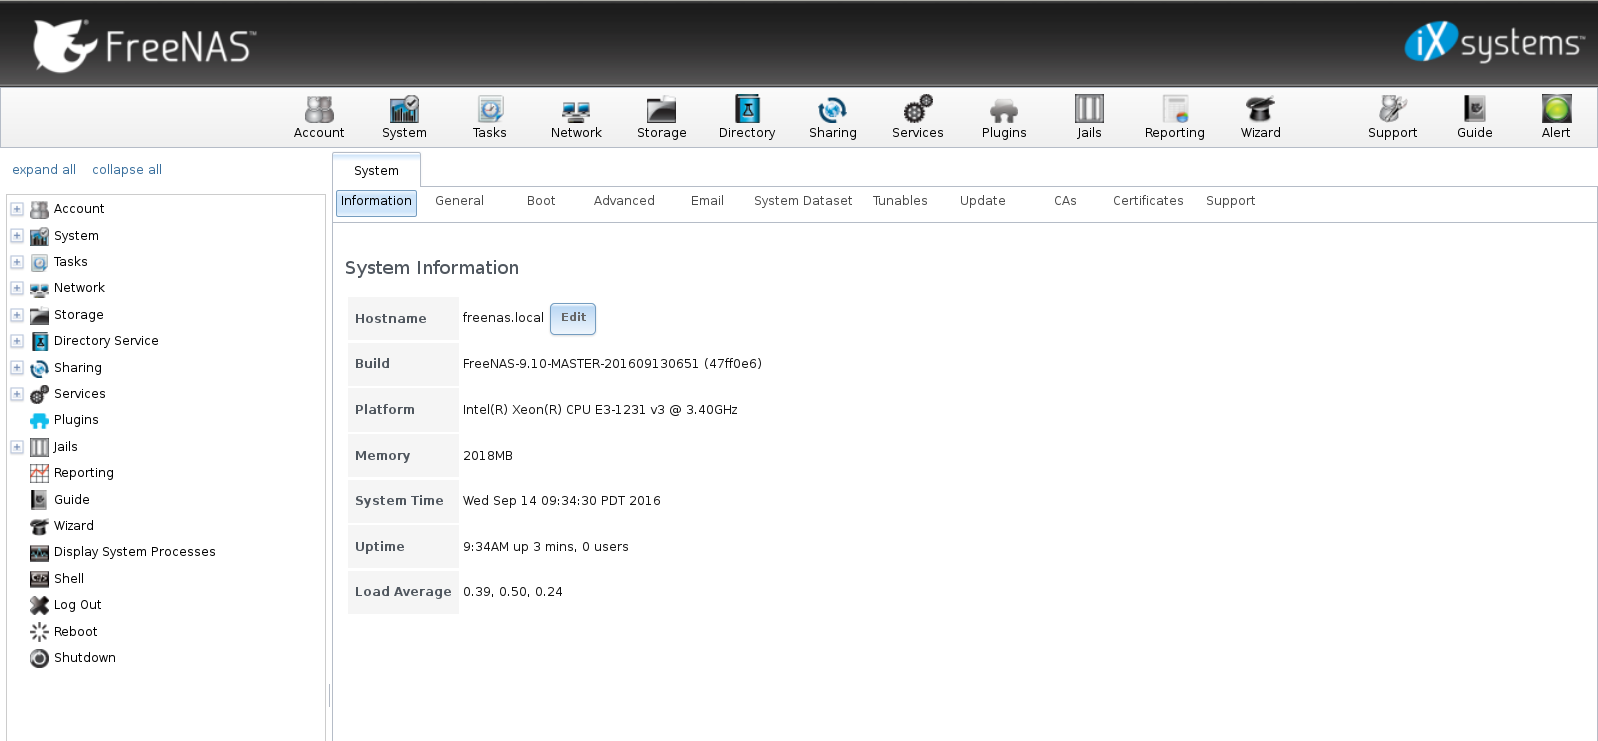 FreeNAS™
iXsystems™
Account System Tasks Network Storage Directory Sharing Services Plugins Jails Reporting Wizard Support Guide Alert
expand all collapse all
Account
System
Tasks
Network
Storage
Directory Service
Sharing
Services
Plugins
Jails
Reporting
Guide
Wizard
Display System Processes
Shell
Log Out
Reboot
Shutdown
System
Information General Boot Advanced Email System Dataset Tunables Update CAs Certificates Support
System Information
Hostname freenas.local Edit
Build FreeNAS-9.10-MASTER-201609130651 (47ff0e6)
Platform Intel(R) Xeon(R) CPU E3-1231 v3 @ 3.40GHz
Memory 2018MB
System Time Wed Sep 14 09:34:30 PDT 2016
Uptime 9:34AM up 3 mins, 0 users
Load Average 0.39, 0.50, 0.24